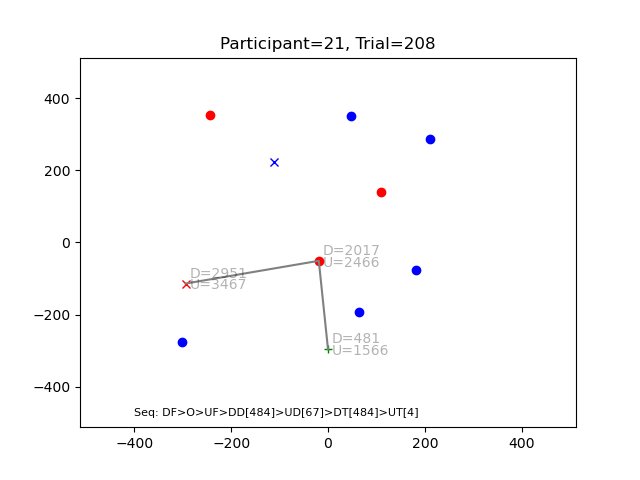 Participant=21, Trial=208
400
200
0
−200
−400
D=2017
U=2466
D=2951
U=3467
D=481
U=1566
Seq: DF>O>UF>DD[484]>UD[67]>DT[484]>UT[4]
−400
−200
0
200
400